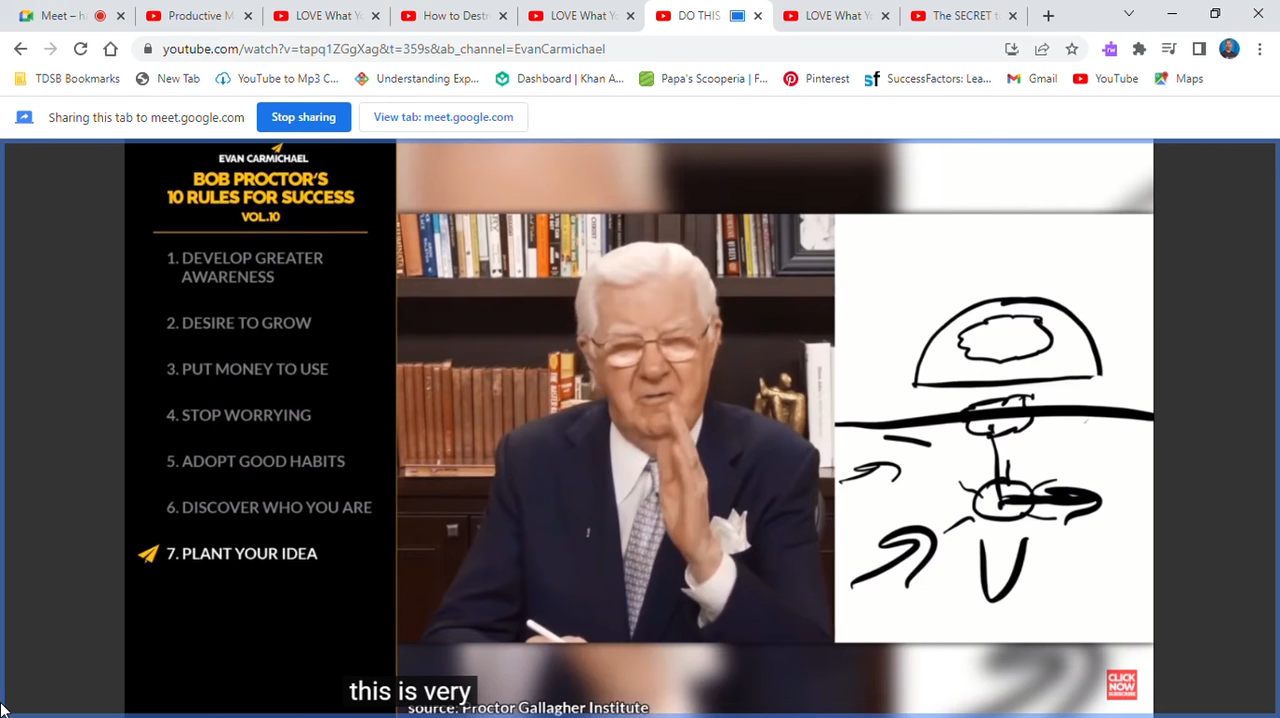 Meet – ha
Productive M
LOVE What Yo
How to Destr
LOVE What Yo
DO THIS
LOVE What Yo
The SECRET t
youtube.com/watch?v=tapq1ZGgXag&t=359s&ab_channel=EvanCarmichael
TDSB Bookmarks
New Tab
YouTube to Mp3 C...
Understanding Exp...
Dashboard | Khan A...
Papa's Scooperia | F...
Pinterest
SuccessFactors: Lea...
Gmail
YouTube
Maps
Sharing this tab to meet.google.com
Stop sharing
View tab: meet.google.com
EVAN CARMICHAEL
BOB PROCTOR'S
10 RULES FOR SUCCESS
VOL.10
1. DEVELOP GREATER
AWARENESS
2. DESIRE TO GROW
3. PUT MONEY TO USE
4. STOP WORRYING
5. ADOPT GOOD HABITS
6. DISCOVER WHO YOU ARE
7. PLANT YOUR IDEA
this is very
source: Proctor Gallagher Institute
CLICK
NOW
SUBSCRIBE